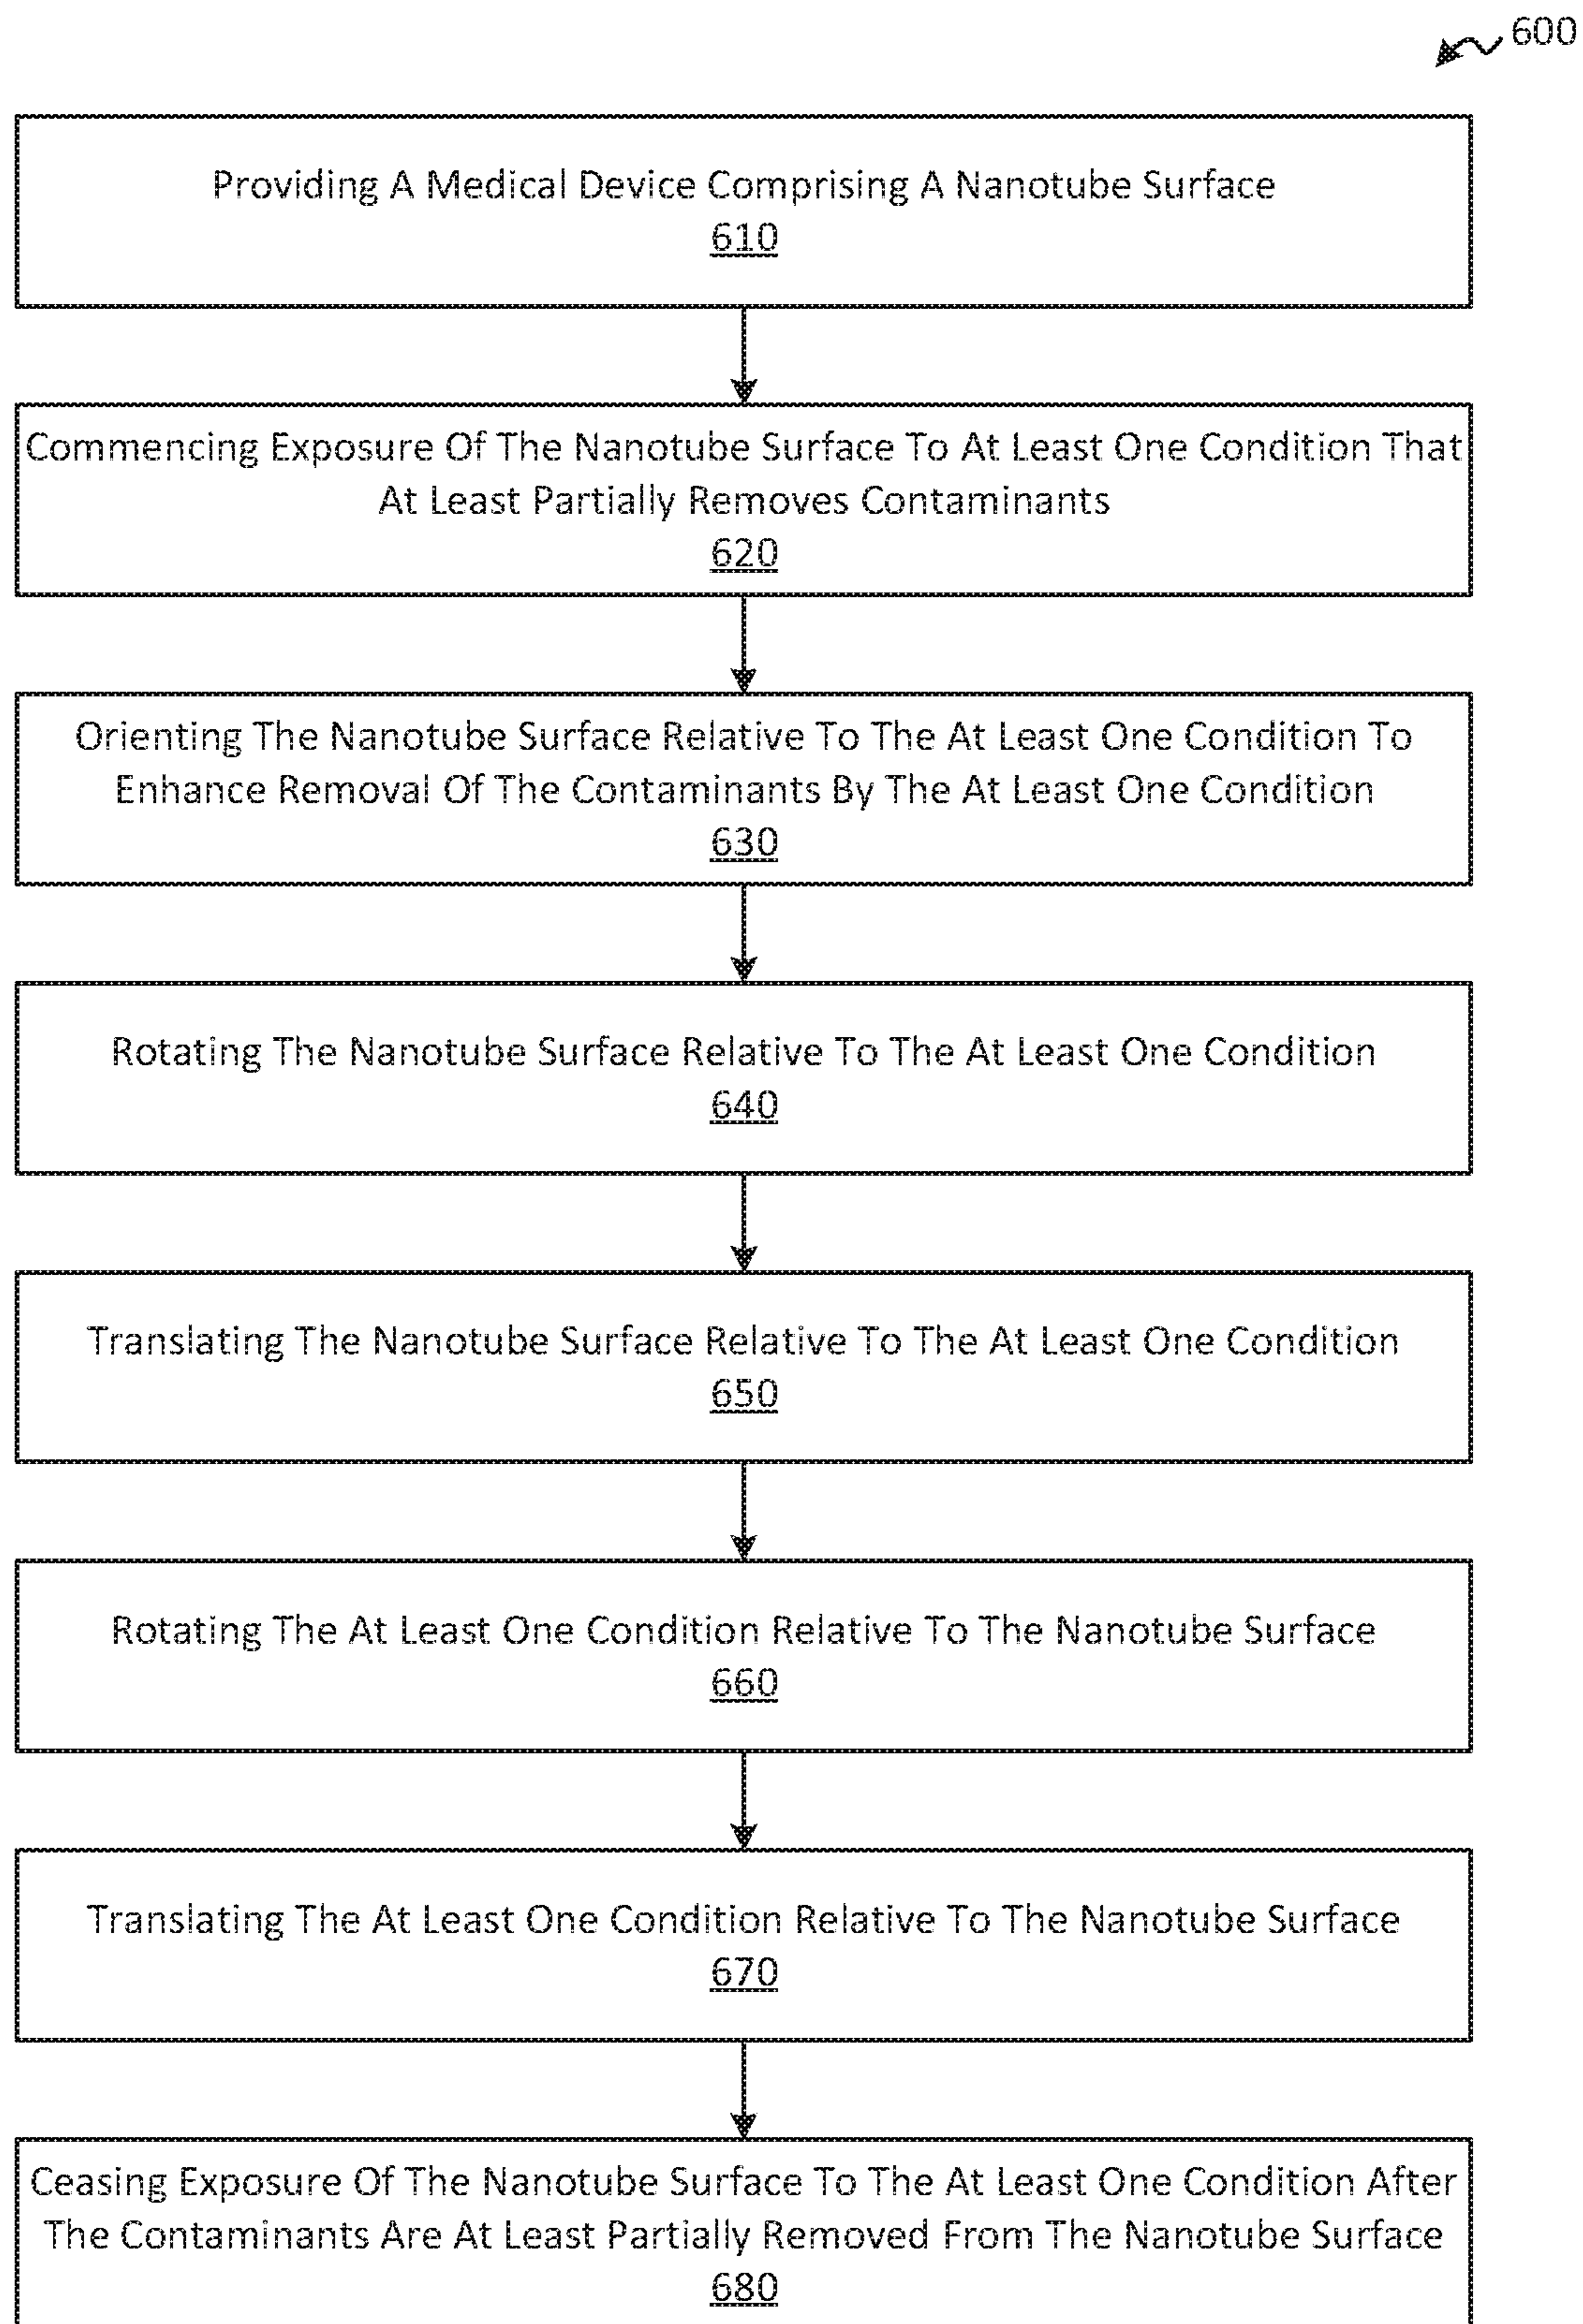 600
Providing A Medical Device Comprising A Nanotube Surface
610
Commencing Exposure Of The Nanotube Surface To At Least One Condition That
At Least Partially Removes Contaminants
620
Orienting The Nanotube Surface Relative To The At Least One Condition To
Enhance Removal Of The Contaminants By The At Least One Condition
630
Rotating The Nanotube Surface Relative To The At Least One Condition
640
Translating The Nanotube Surface Relative To The At Least One Condition
650
Rotating The At Least One Condition Relative To The Nanotube Surface
660
Translating The At Least One Condition Relative To The Nanotube Surface
670
Ceasing Exposure Of The Nanotube Surface To The At Least One Condition After
The Contaminants Are At Least Partially Removed From The Nanotube Surface
680